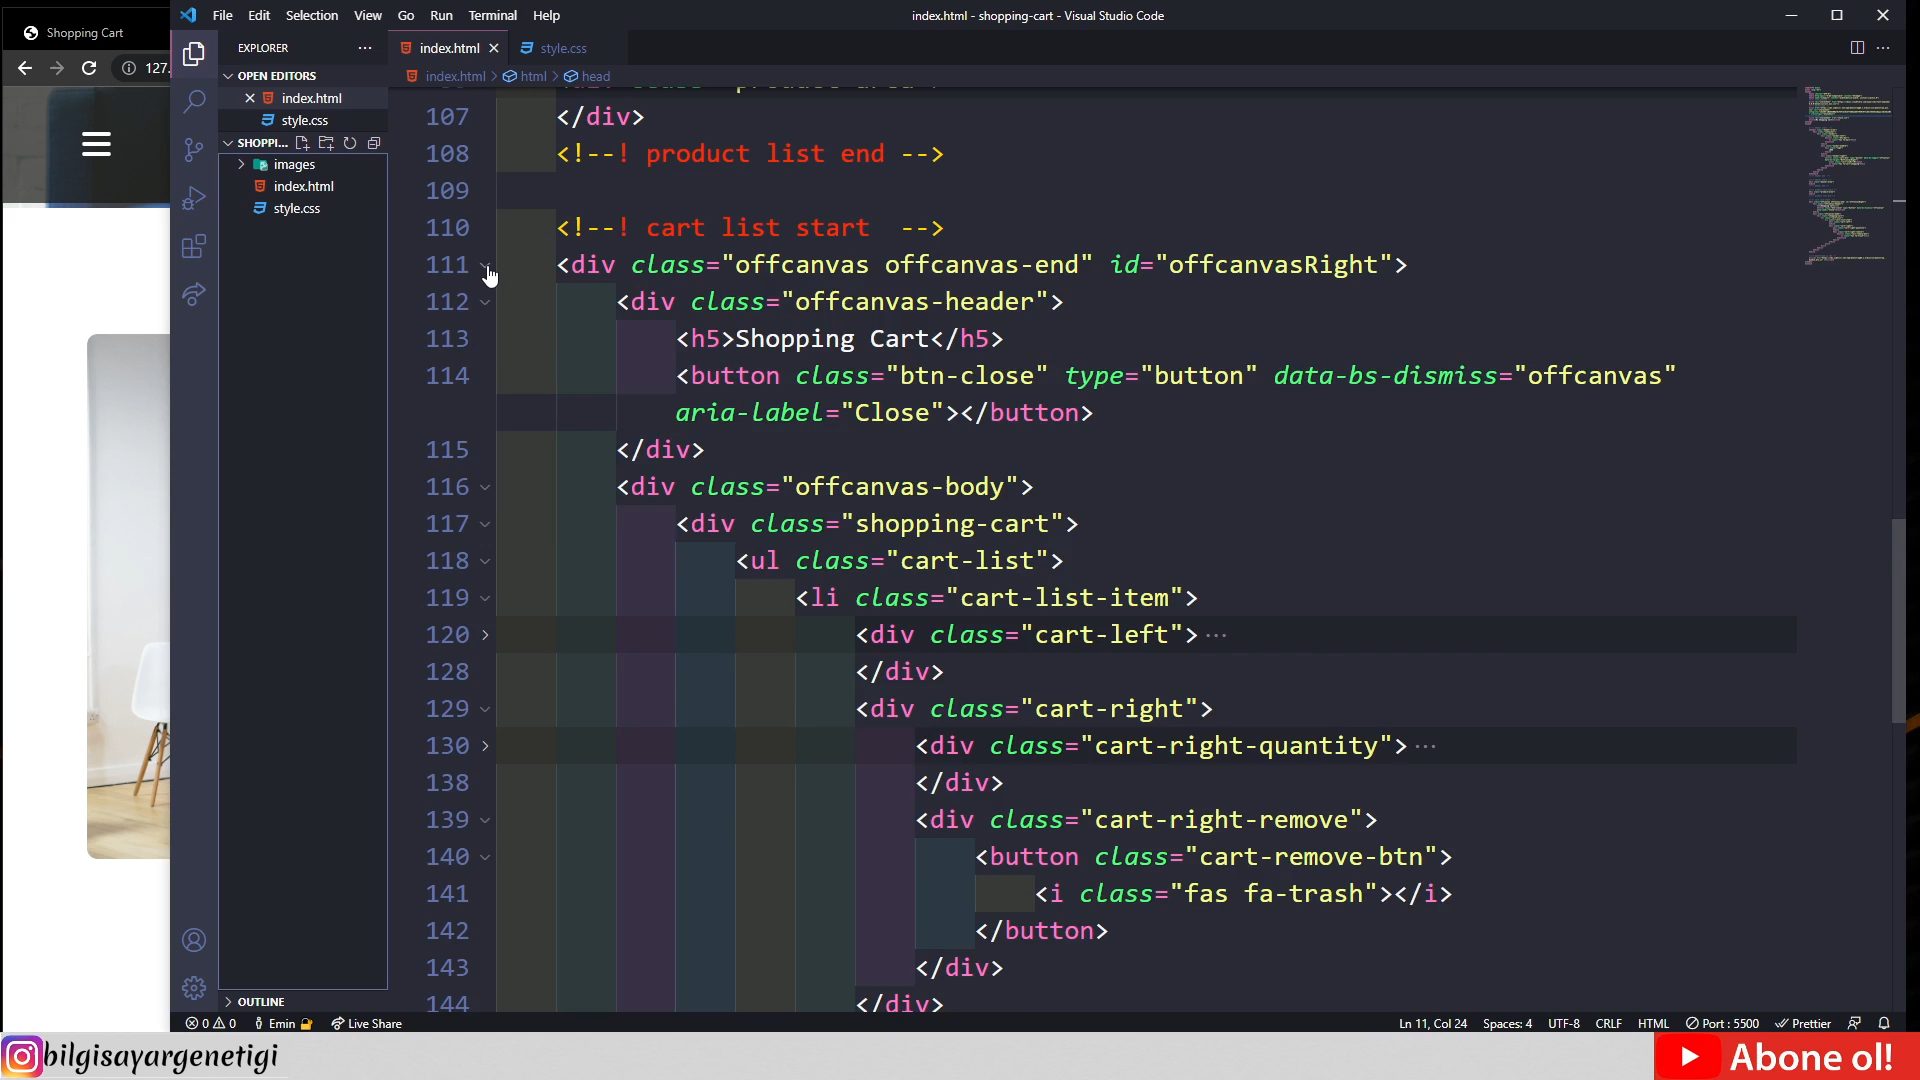 Shopping Cart
127.
File Edit Selection View Go Run Terminal Help
index.html - shopping-cart - Visual Studio Code
EXPLORER
OPEN EDITORS
index.html
style.css
SHOPPI...
images
index.html
style.css
OUTLINE
index.html
style.css
index.html > html > head
107 </div>
108 <!--! product list end -->
109
110 <!--! cart list start  -->
111 <div class="offcanvas offcanvas-end" id="offcanvasRight">
112 <div class="offcanvas-header">
113 <h5>Shopping Cart</h5>
114 <button class="btn-close" type="button" data-bs-dismiss="offcanvas"
aria-label="Close"></button>
115 </div>
116 <div class="offcanvas-body">
117 <div class="shopping-cart">
118 <ul class="cart-list">
119 <li class="cart-list-item">
120 <div class="cart-left">···
128 </div>
129 <div class="cart-right">
130 <div class="cart-right-quantity">···
138 </div>
139 <div class="cart-right-remove">
140 <button class="cart-remove-btn">
141 <i class="fas fa-trash"></i>
142 </button>
143 </div>
144 </div>
0 0 Emin Live Share
Ln 11, Col 24 Spaces: 4 UTF-8 CRLF HTML Port : 5500 Prettier
bilgisayargenetigi
Abone ol!